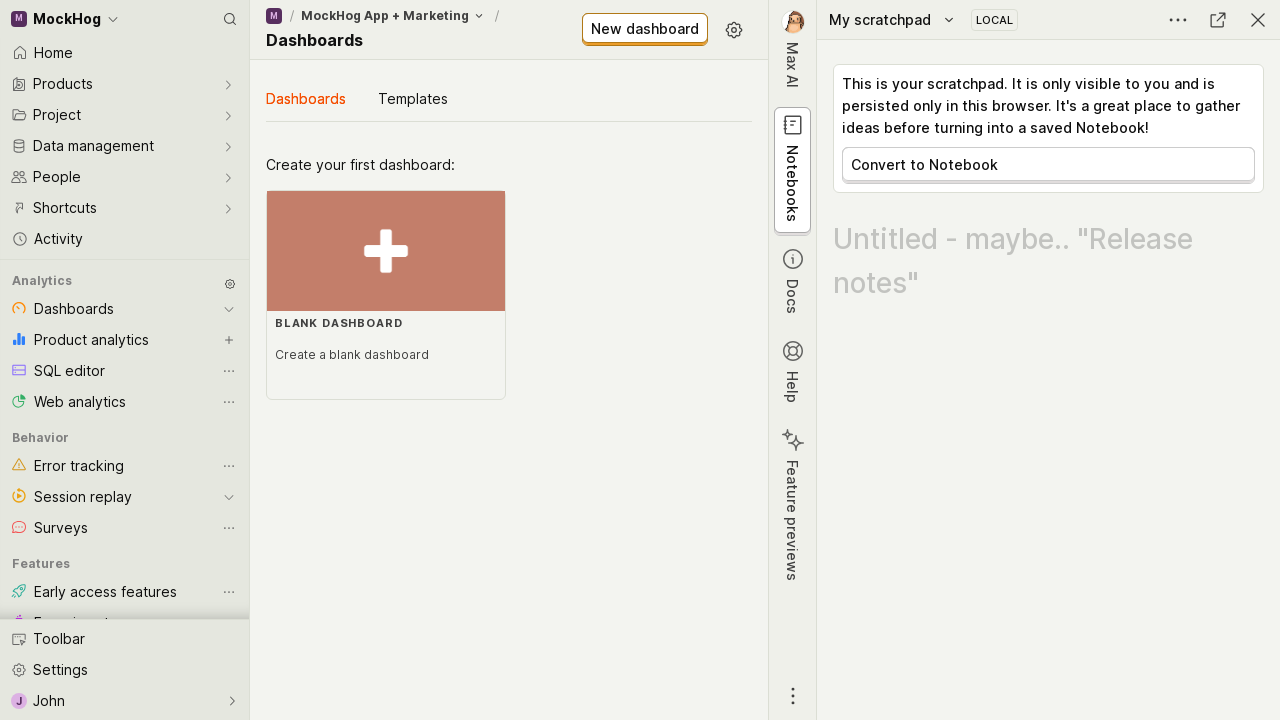 M MockHog
Home
Products
Project
Data management
People
Shortcuts
Activity
Analytics
Dashboards
Product analytics
SQL editor
Web analytics
Behavior
Error tracking
Session replay
Surveys
Features
Early access features
Toolbar
Settings
J John
M / MockHog App + Marketing /
Dashboards
New dashboard
Dashboards
Templates
Create your first dashboard:
BLANK DASHBOARD
Create a blank dashboard
Max AI
Notebooks
Docs
Help
Feature previews
My scratchpad
LOCAL
This is your scratchpad. It is only visible to you and is
persisted only in this browser. It's a great place to gather
ideas before turning into a saved Notebook!
Convert to Notebook
Untitled - maybe.. "Release
notes"